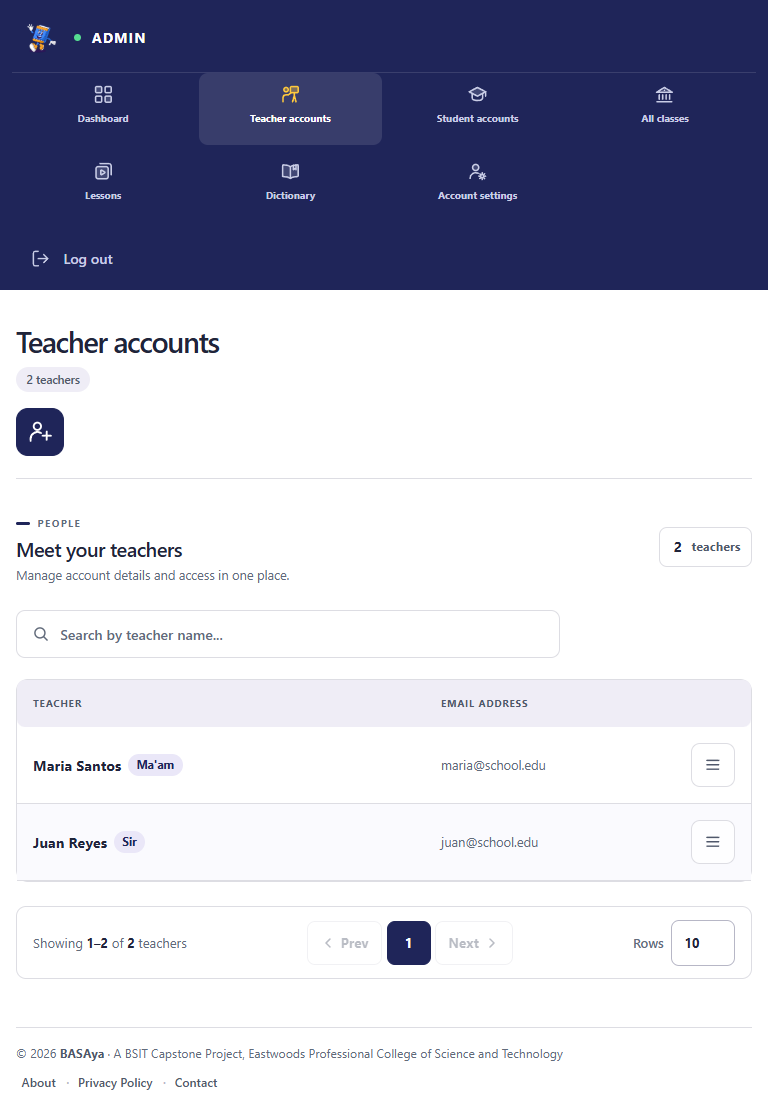 ADMIN
Dashboard
Teacher accounts
Student accounts
All classes
Lessons
Dictionary
Account settings
Log out
Teacher accounts
2 teachers
PEOPLE
Meet your teachers
Manage account details and access in one place.
2 teachers
Search by teacher name...
TEACHER EMAIL ADDRESS
Maria Santos Ma'am maria@school.edu
Juan Reyes Sir juan@school.edu
Showing 1–2 of 2 teachers Prev 1 Next Rows 10
© 2026 BASAya · A BSIT Capstone Project, Eastwoods Professional College of Science and Technology
About · Privacy Policy · Contact